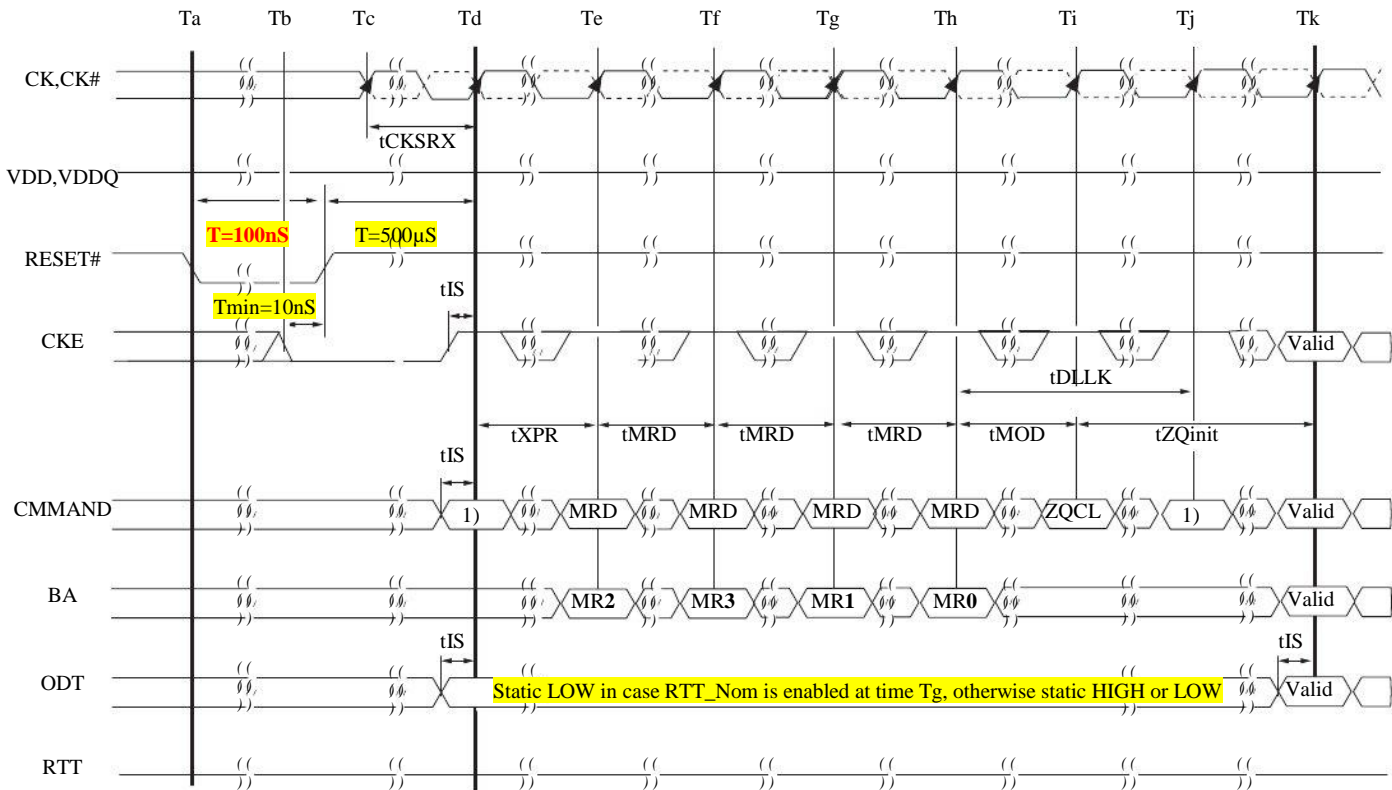 Ta Tb Tc Td Te Tf Tg Th Ti Tj Tk
CK,CK#
tCKSRX
VDD,VDDQ
T=100nS T=500µS
RESET#
Tmin=10nS tIS
CKE Valid
tDLLK
tXPR tMRD tMRD tMRD tMOD tZQinit
tIS
CMMAND 1) MRD MRD MRD MRD ZQCL 1) Valid
BA MR2 MR3 MR1 MR0 Valid
tIS tIS
ODT Static LOW in case RTT_Nom is enabled at time Tg, otherwise static HIGH or LOW Valid
RTT